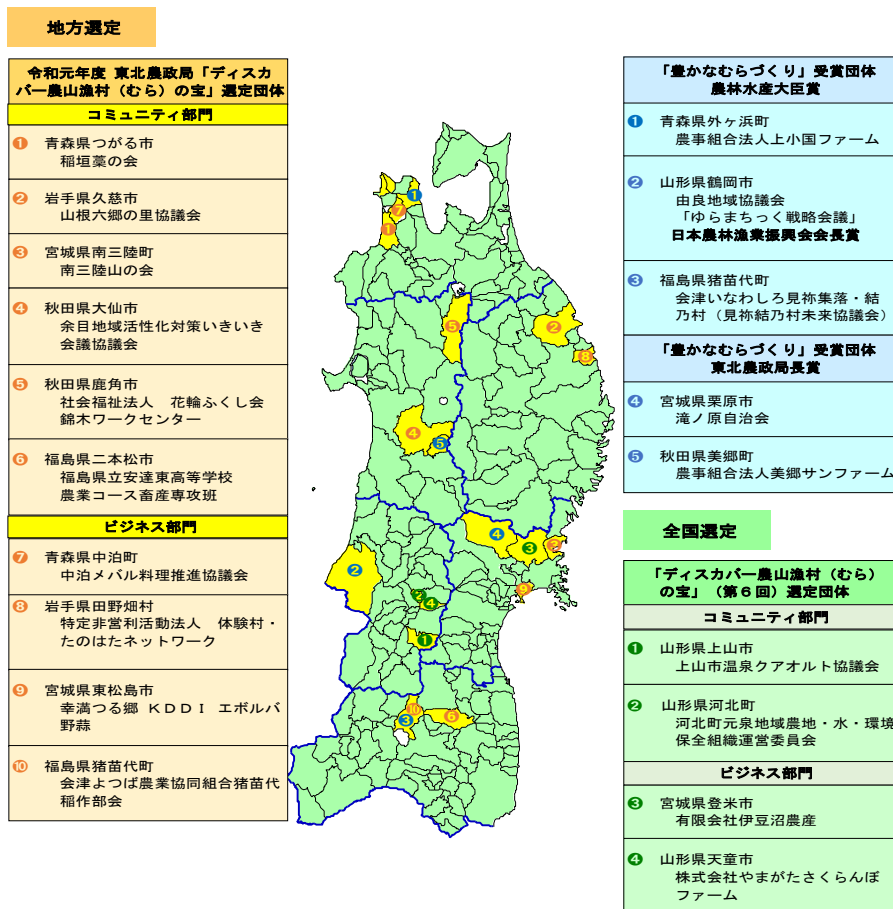 地方選定
令和元年度 東北農政局「ディスカ
バー農山漁村（むら）の宝」選定団体
コミュニティ部門
❶ 青森県つがる市
稲垣藁の会
❷ 岩手県久慈市
山根六郷の里協議会
❸ 宮城県南三陸町
南三陸山の会
❹ 秋田県大仙市
余目地域活性化対策いきいき
会議協議会
❺ 秋田県鹿角市
社会福祉法人 花輪ふくし会
錦木ワークセンター
❻ 福島県二本松市
福島県立安達東高等学校
農業コース畜産専攻班
ビジネス部門
❼ 青森県中泊町
中泊メバル料理推進協議会
❽ 岩手県田野畑村
特定非営利活動法人 体験村・
たのはたネットワーク
❾ 宮城県東松島市
幸満つる郷 ＫＤＤＩ エボルバ
野蒜
❿ 福島県猪苗代町
会津よつば農業協同組合猪苗代
稲作部会
❶
❼
❶
❺
❷
❽
❹
❺
❹
❸
❷
❾
❷
❹
❶
❿
❸
❻
「豊かなむらづくり」受賞団体
農林水産大臣賞
❶ 青森県外ヶ浜町
農事組合法人上小国ファーム
❷ 山形県鶴岡市
由良地域協議会
「ゆらまちっく戦略会議」
日本農林漁業振興会会長賞
❸ 福島県猪苗代町
会津いなわしろ見祢集落・結
乃村（見祢結乃村未来協議会）
「豊かなむらづくり」受賞団体
東北農政局長賞
❹ 宮城県栗原市
滝ノ原自治会
❺ 秋田県美郷町
農事組合法人美郷サンファーム
全国選定
「ディスカバー農山漁村（むら）
の宝」（第６回）選定団体
コミュニティ部門
❶ 山形県上山市
上山市温泉クアオルト協議会
❷ 山形県河北町
河北町元泉地域農地・水・環境
保全組織運営委員会
ビジネス部門
❸ 宮城県登米市
有限会社伊豆沼農産
❹ 山形県天童市
株式会社やまがたさくらんぼ
ファーム